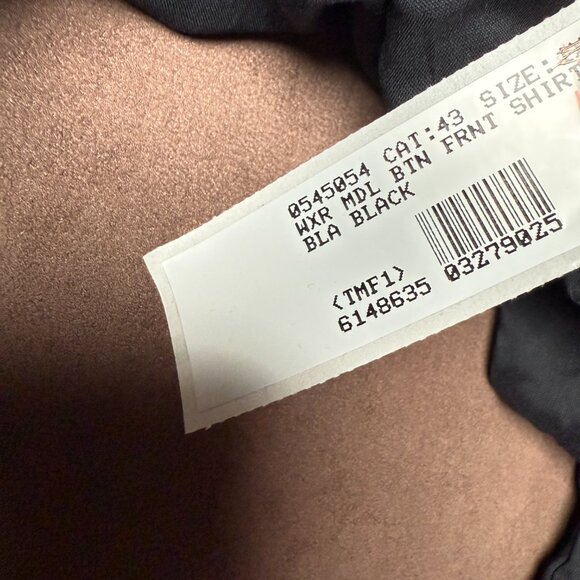 0545054 CAT:43 SIZE:
WXR MDL BTN FRNT SHIRT
BLA BLACK
<TMF1>
6148635 03279025